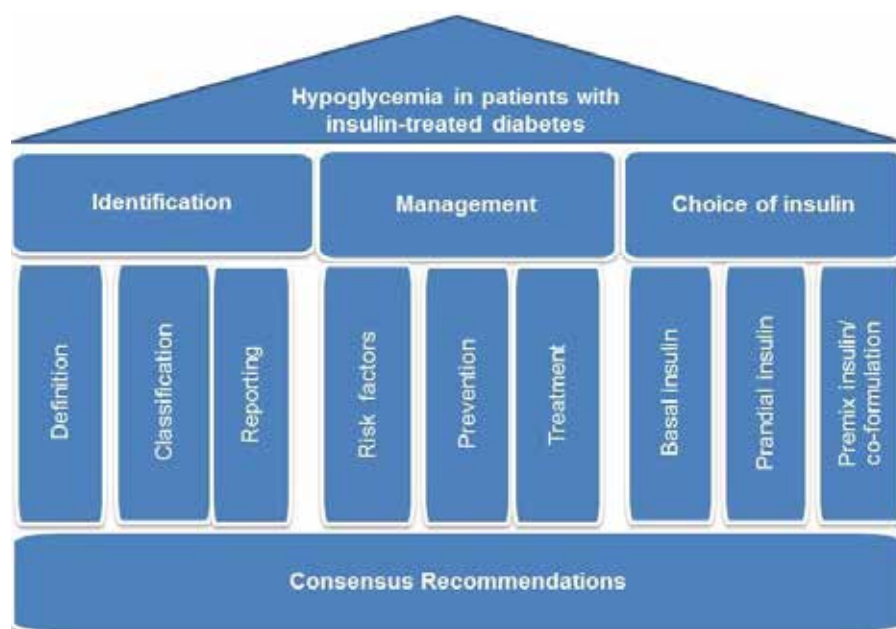 Hypoglycemia in patients with
insulin-treated diabetes
Identification
Management
Choice of insulin
Definition
Classification
Reporting
Risk factors
Prevention
Treatment
Basal insulin
Prandial insulin
Premix insulin/
co-formulation
Consensus Recommendations